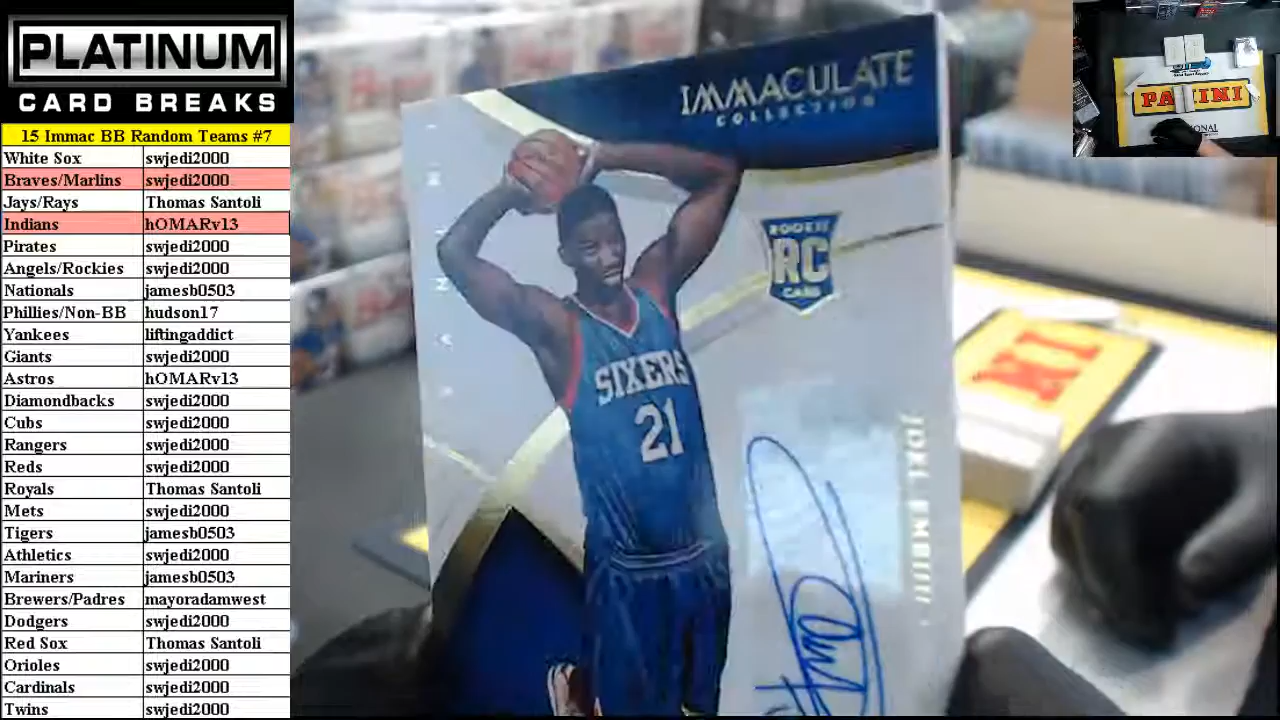 PLATINUM
CARD BREAKS
15 Immac BB Random Teams #7
White Sox swjedi2000
Braves/Marlins swjedi2000
Jays/Rays Thomas Santoli
Indians hOMARv13
Pirates swjedi2000
Angels/Rockies swjedi2000
Nationals jamesb0503
Phillies/Non-BB hudson17
Yankees liftingaddict
Giants swjedi2000
Astros hOMARv13
Diamondbacks swjedi2000
Cubs swjedi2000
Rangers swjedi2000
Reds swjedi2000
Royals Thomas Santoli
Mets swjedi2000
Tigers jamesb0503
Athletics swjedi2000
Mariners jamesb0503
Brewers/Padres mayoradamwest
Dodgers swjedi2000
Red Sox Thomas Santoli
Orioles swjedi2000
Cardinals swjedi2000
Twins swjedi2000
IMMACULATE
COLLECTION
ROOKIE
RC
CARD
SIXERS
21
JOEL EMBIID
PANINI